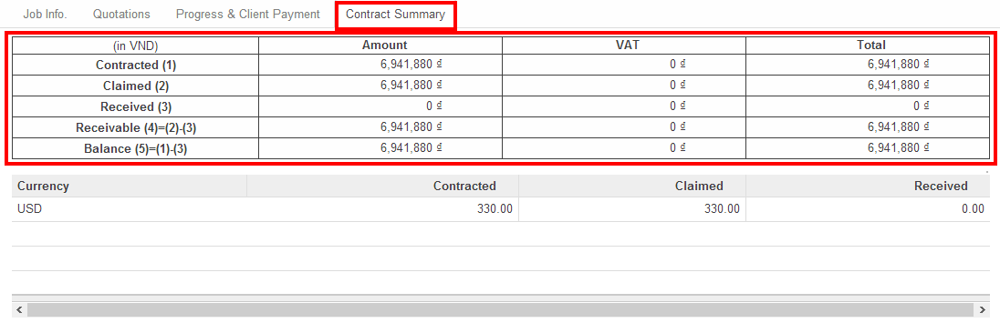 Job Info. Quotations Progress & Client Payment Contract Summary
(in VND) Amount VAT Total
Contracted (1) 6,941,880 ₫ 0 ₫ 6,941,880 ₫
Claimed (2) 6,941,880 ₫ 0 ₫ 6,941,880 ₫
Received (3) 0 ₫ 0 ₫ 0 ₫
Receivable (4)=(2)-(3) 6,941,880 ₫ 0 ₫ 6,941,880 ₫
Balance (5)=(1)-(3) 6,941,880 ₫ 0 ₫ 6,941,880 ₫
Currency Contracted Claimed Received
USD 330.00 330.00 0.00